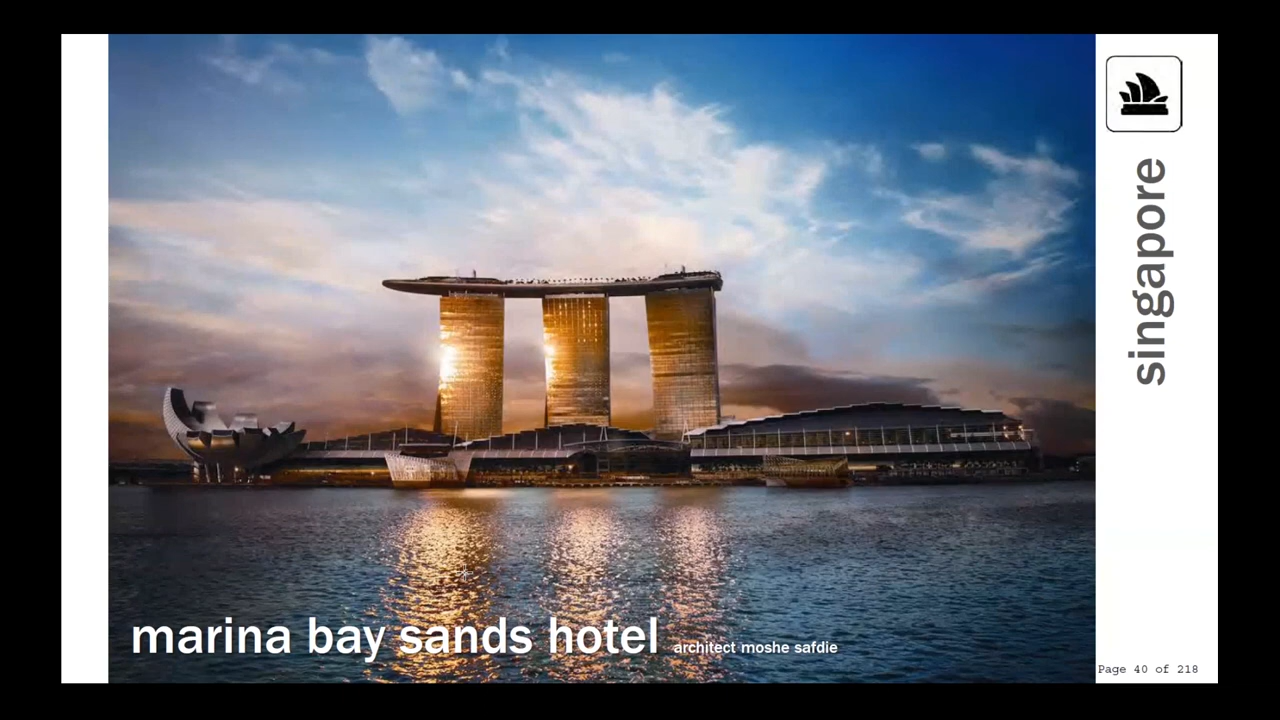 singapore
marina bay sands hotel architect moshe safdie
Page 40 of 218